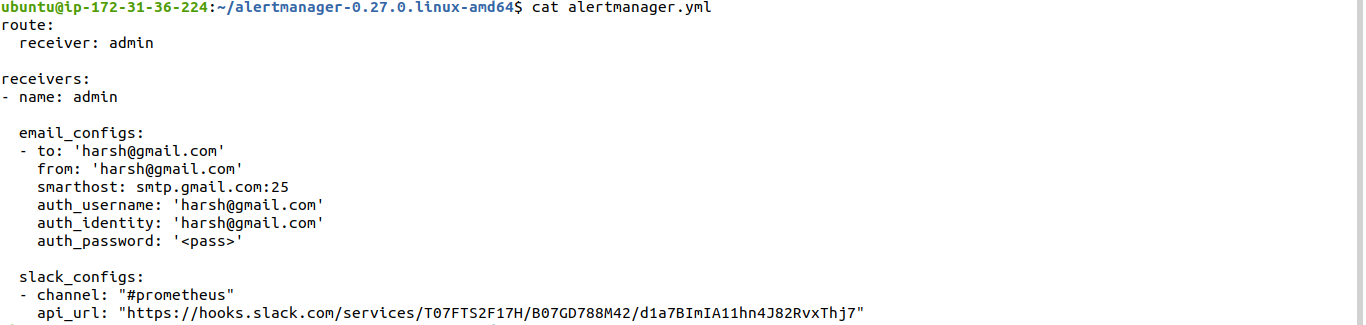 ubuntu@ip-172-31-36-224:~/alertmanager-0.27.0.linux-amd64$ cat alertmanager.yml
route:
  receiver: admin

receivers:
- name: admin

  email_configs:
  - to: 'harsh@gmail.com'
    from: 'harsh@gmail.com'
    smarthost: smtp.gmail.com:25
    auth_username: 'harsh@gmail.com'
    auth_identity: 'harsh@gmail.com'
    auth_password: '<pass>'

  slack_configs:
  - channel: "#prometheus"
    api_url: "https://hooks.slack.com/services/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"